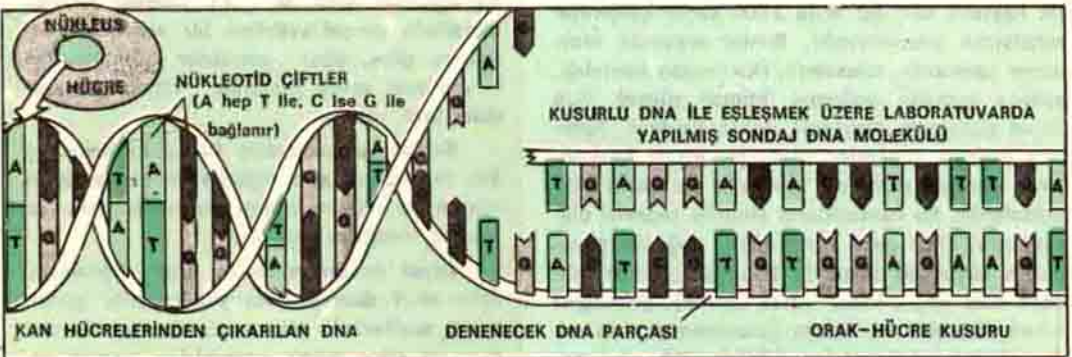 NÜKLEUS
HÜCRE
NÜKLEOTİD ÇİFTLER
(A hep T ile, C ise G ile
bağlanır)
KUSURLU DNA İLE EŞLEŞMEK ÜZERE LABORATUVARDA
YAPILMIŞ SONDAJ DNA MOLEKÜLÜ
A T A A A
T G A G G A C A C C T C T T C A
T A T A T
G A C T C C T G T G G A G A A G T
KAN HÜCRELERİNDEN ÇIKARILAN DNA
DENENECEK DNA PARÇASI
ORAK-HÜCRE KUSURU